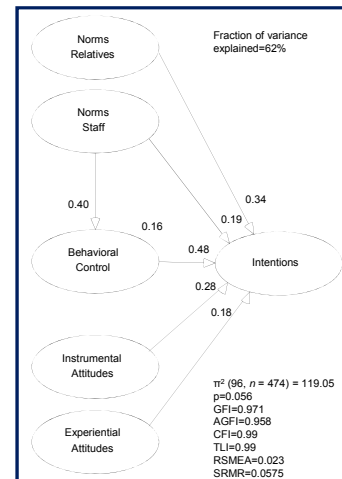 Norms
Relatives
Fraction of variance
explained=62%
Norms
Staff
0.40
0.16
0.34
0.19
Behavioral
Control
0.48
Intentions
0.28
0.18
Instrumental
Attitudes
Experiential
Attitudes
π² (96, n = 474) = 119.05
p=0.056
GFI=0.971
AGFI=0.958
CFI=0.99
TLI=0.99
RSMEA=0.023
SRMR=0.0575